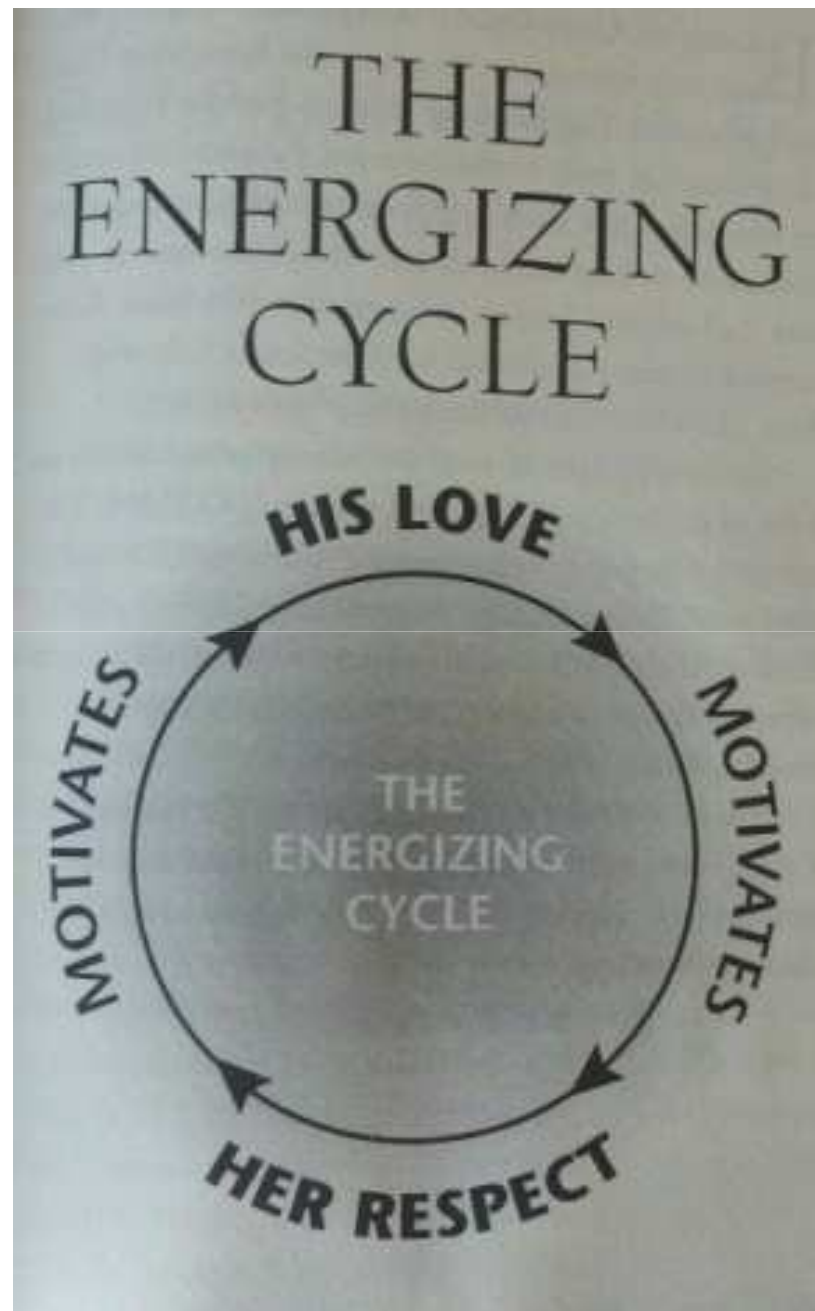 THE
ENERGIZING
CYCLE
HIS LOVE
MOTIVATES
MOTIVATES
THE
ENERGIZING
CYCLE
HER RESPECT